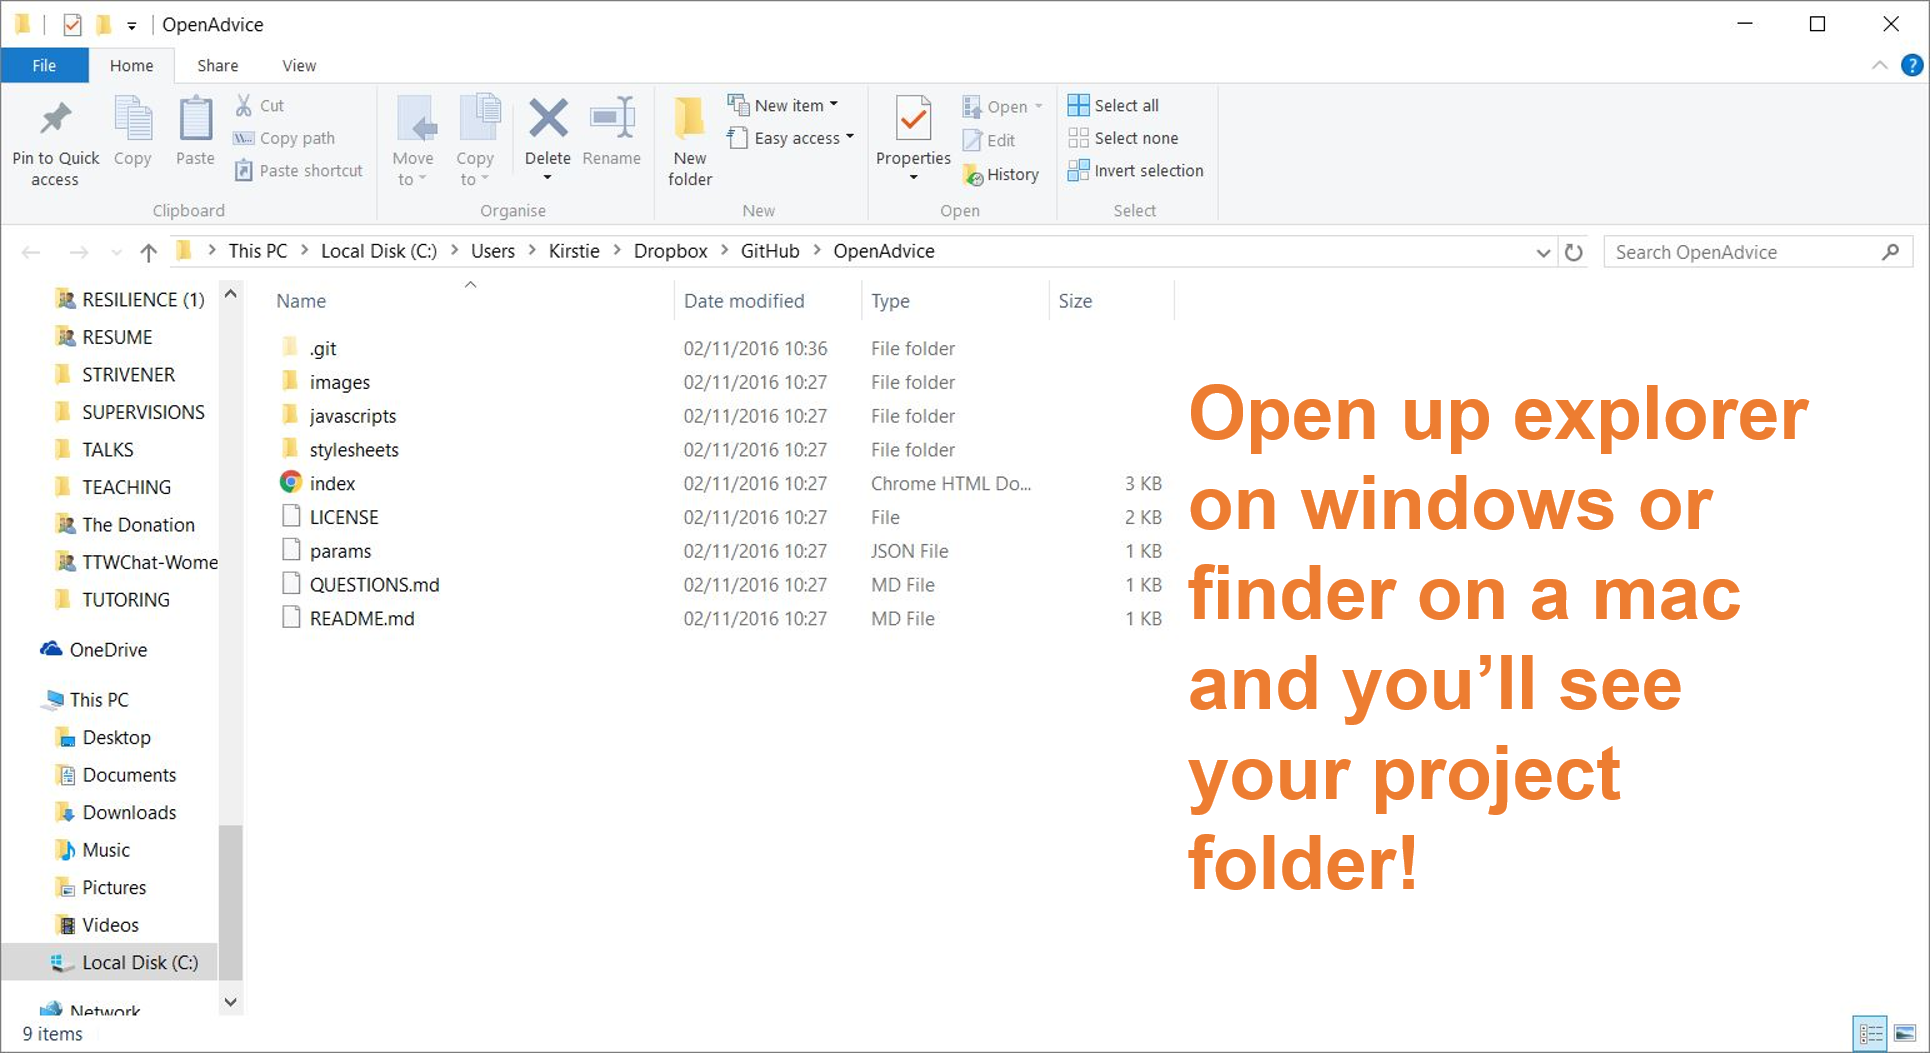 OpenAdvice
File Home Share View
Pin to Quick access
Copy
Paste
Cut
Copy path
Paste shortcut
Clipboard
Move to
Copy to
Delete
Rename
Organise
New folder
New item
Easy access
New
Properties
Open
Edit
History
Open
Select all
Select none
Invert selection
Select
This PC > Local Disk (C:) > Users > Kirstie > Dropbox > GitHub > OpenAdvice
Search OpenAdvice
RESILIENCE (1)
RESUME
STRIVENER
SUPERVISIONS
TALKS
TEACHING
The Donation
TTWChat-Wome
TUTORING
OneDrive
This PC
Desktop
Documents
Downloads
Music
Pictures
Videos
Local Disk (C:)
Network
Name Date modified Type Size
.git 02/11/2016 10:36 File folder
images 02/11/2016 10:27 File folder
javascripts 02/11/2016 10:27 File folder
stylesheets 02/11/2016 10:27 File folder
index 02/11/2016 10:27 Chrome HTML Do... 3 KB
LICENSE 02/11/2016 10:27 File 2 KB
params 02/11/2016 10:27 JSON File 1 KB
QUESTIONS.md 02/11/2016 10:27 MD File 1 KB
README.md 02/11/2016 10:27 MD File 1 KB
Open up explorer
on windows or
finder on a mac
and you’ll see
your project
folder!
9 items